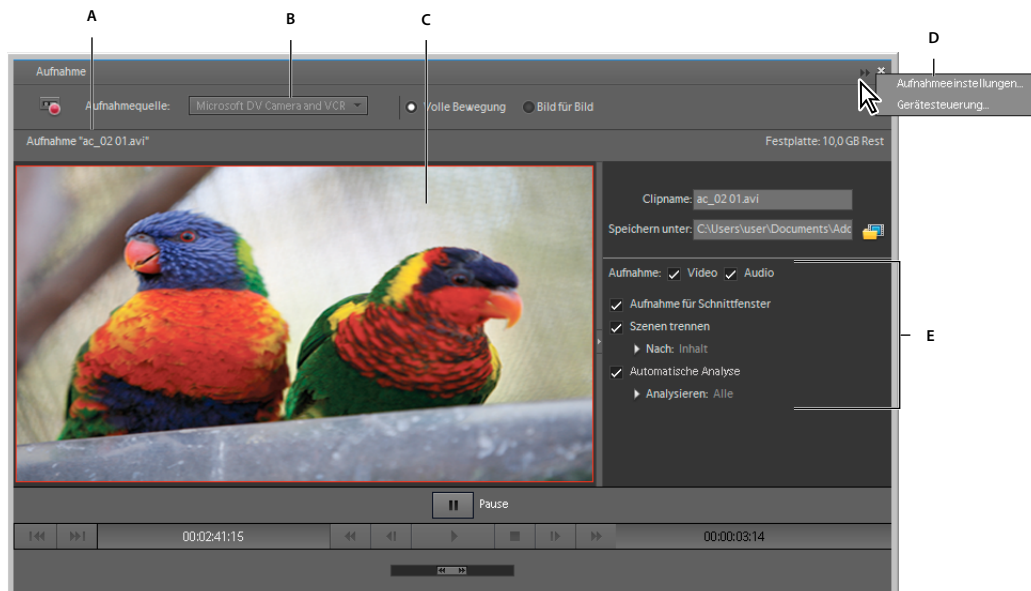 A
B
C
D
Aufnahme
Aufnahmeeinstellungen...
Gerätesteuerung...
Aufnahmequelle: Microsoft DV Camera and VCR
Volle Bewegung Bild für Bild
Aufnahme "ac_02 01.avi"
Festplatte: 10,0 GB Rest
Clipname: ac_02 01.avi
Speichern unter: C:\Users\user\Documents\Adc
Aufnahme: Video Audio
Aufnahme für Schnittfenster
Szenen trennen
Nach: Inhalt
E
Automatische Analyse
Analysieren: Alle
Pause
00:02:41:15
00:00:03:14